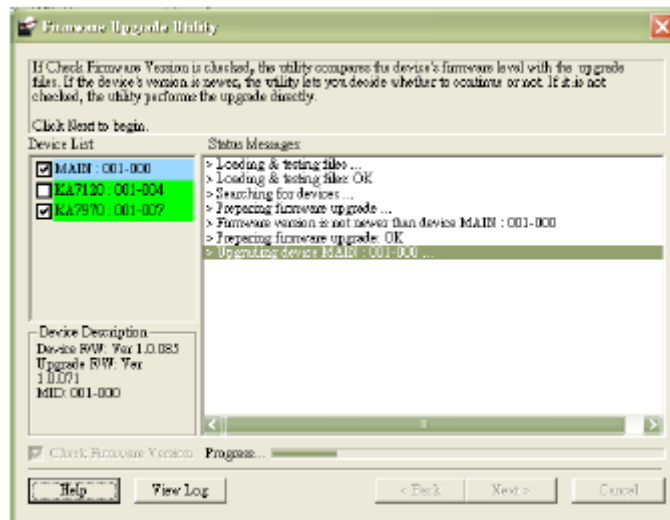 Firmware Upgrade Utility
If Check Firmware Version is checked, the utility compares the device's firmware level with the upgrade
files. If the device's version is newer, the utility lets you decide whether to continue or not. If it is not
checked, the utility performs the upgrade directly.
Click Next to begin.
Device List
MAIN : 001-000
KA7120 : 001-004
KA7970 : 001-007
Status Messages:
> Loading & testing files ...
> Loading & testing files: OK
> Searching for devices ...
> Preparing firmware upgrade ...
> Firmware version is not newer than device MAIN : 001-000
> Preparing firmware upgrade: OK
> Upgrading device MAIN : 001-000 ...
Device Description
Device F/W: Ver 1.0.085
Upgrade F/W: Ver
1.0.071
MID: 001-000
Check Firmware Version
Progress...
Help
View Log
< Back
Next >
Cancel